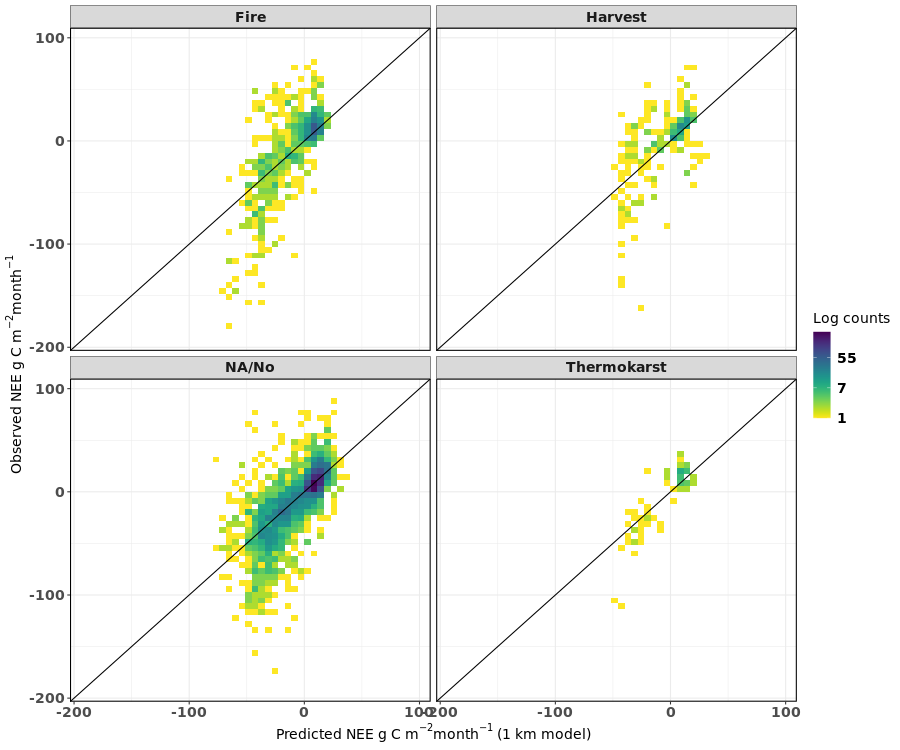 Fire
Harvest
100
0
-100
-200
NA/No
Thermokarst
100
0
-100
-200
-200
-100
0
100
-200
-100
0
100
Observed NEE g C m−2month−1
Predicted NEE g C m−2month−1 (1 km model)
Log counts
55
7
1